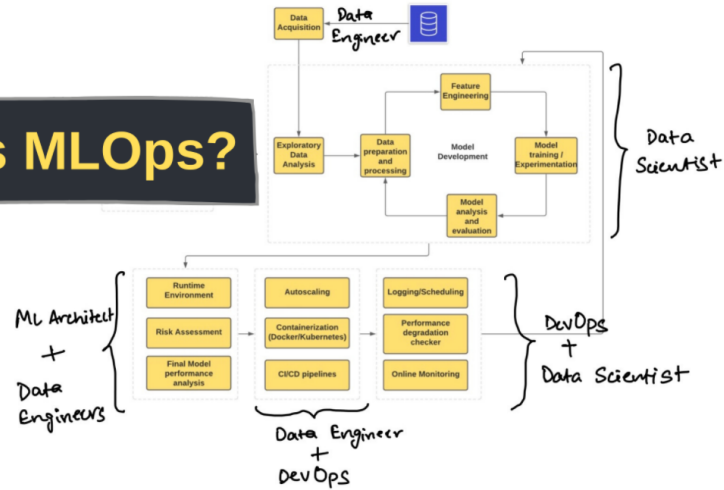 Data
Acquisition
Data
Engineer
s MLOps?
Feature
Engineering
Exploratory
Data
Analysis
Data
preparation
and
processing
Model
Development
Model
training /
Experimentation
Model
analysis
and
evaluation
Data
Scientist
Runtime
Environment
Risk Assessment
Final Model
performance
analysis
Autoscaling
Containerization
(Docker/Kubernetes)
CI/CD pipelines
Logging/Scheduling
Performance
degradation
checker
Online Monitoring
ML Architect
+
Data
Engineers
Data Engineer
+
DevOps
DevOps
+
Data Scientist